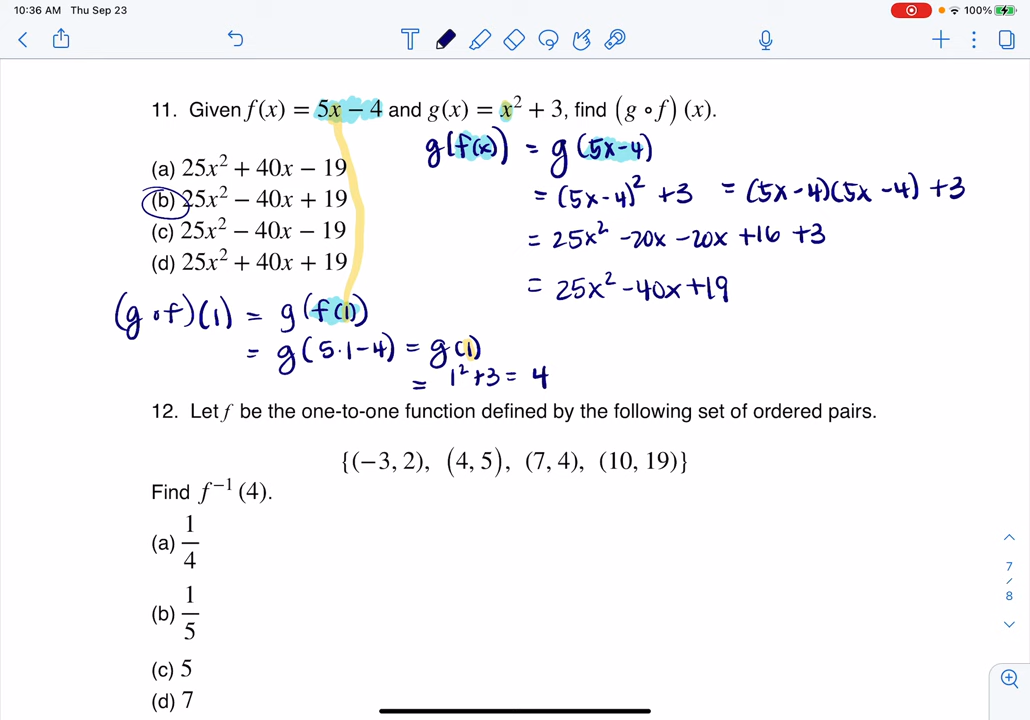 10:36 AM Thu Sep 23
100%
11. Given f(x) = 5x − 4 and g(x) = x² + 3, find (g ∘ f) (x).
g(f(x)) = g(5x-4)
(a) 25x² + 40x − 19
(b) 25x² − 40x + 19
= (5x-4)² +3 = (5x-4)(5x-4) +3
(c) 25x² − 40x − 19
= 25x² -20x -20x +16 +3
(d) 25x² + 40x + 19
= 25x² -40x +19
(g∘f)(1) = g(f(1))
= g(5·1-4) = g(1)
= 1² +3 = 4
12. Let f be the one-to-one function defined by the following set of ordered pairs.
{(−3, 2), (4, 5), (7, 4), (10, 19)}
Find f⁻¹ (4).
(a) 1/4
(b) 1/5
(c) 5
(d) 7
7
/
8